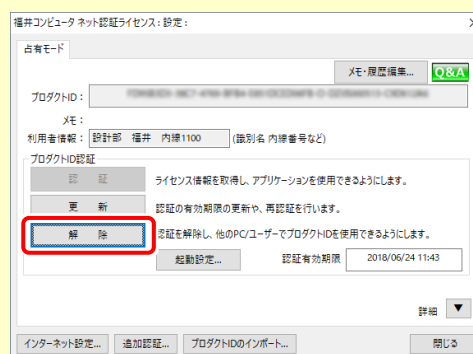 福井コンピュータ ネット認証ライセンス : 設定 :
占有モード
メモ・履歴編集... Q&A
プロダクトID :
メモ :
利用者情報 : 設計部 福井 内線1100 (識別名 内線番号など)
プロダクトID認証
認 証 ライセンス情報を取得し、アプリケーションを使用できるようにします。
更 新 認証の有効期限の更新や、再認証を行います。
解 除 認証を解除し、他のPC/ユーザーでプロダクトIDを使用できるようにします。
起動設定... 認証有効期限 2018/06/24 11:43
詳細 ▼
インターネット設定... 追加認証... プロダクトIDのインポート... 閉じる